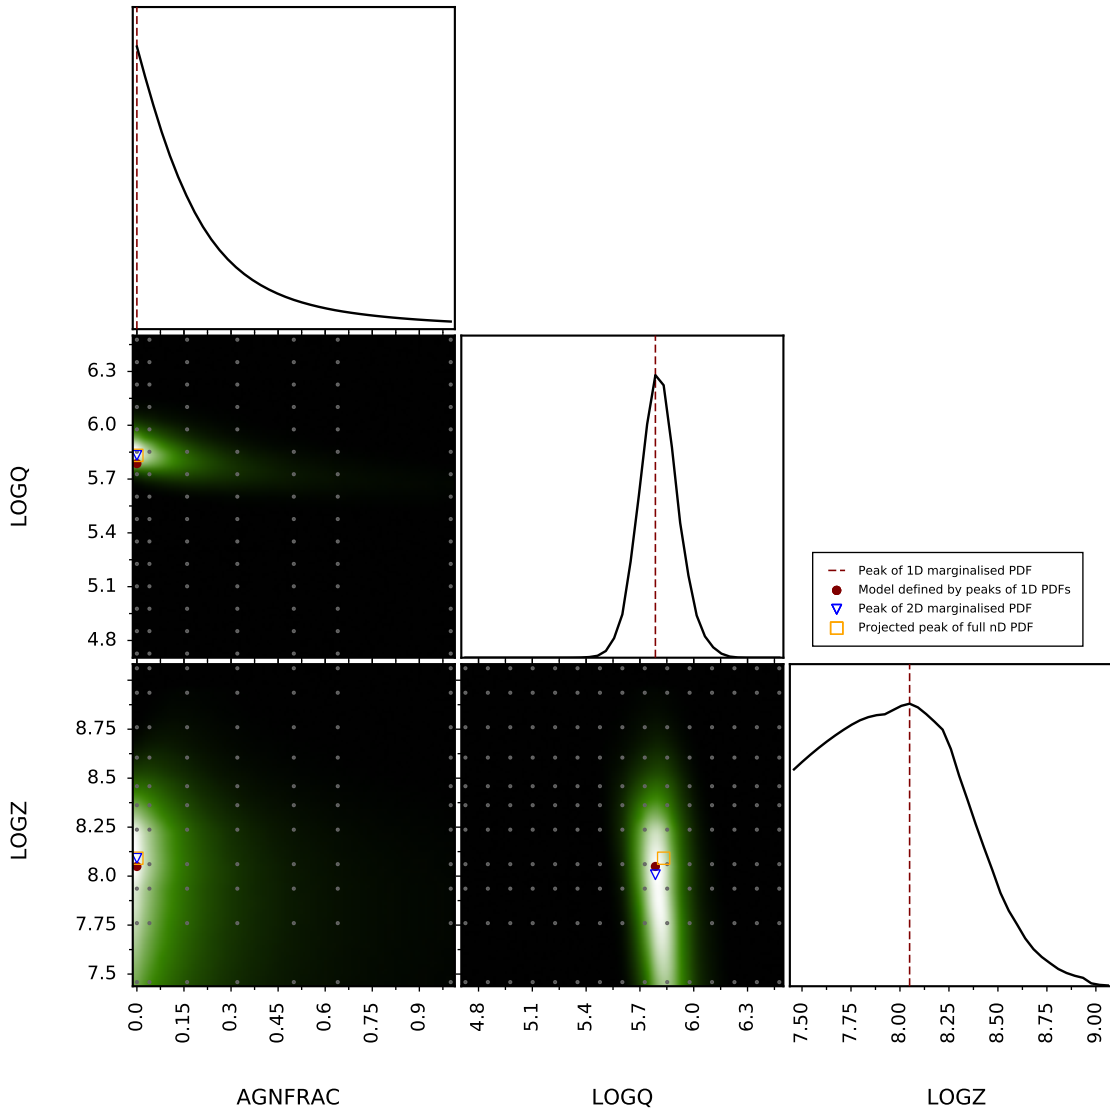 6.3
6.0
5.7
5.4
5.1
4.8
LOGQ
Peak of 1D marginalised PDF
Model defined by peaks of 1D PDFs
Peak of 2D marginalised PDF
Projected peak of full nD PDF
8.75
8.5
8.25
8.0
7.75
7.5
LOGZ
0.0 0.15 0.3 0.45 0.6 0.75 0.9
4.8 5.1 5.4 5.7 6.0 6.3
7.50 7.75 8.00 8.25 8.50 8.75 9.00
AGNFRAC LOGQ LOGZ